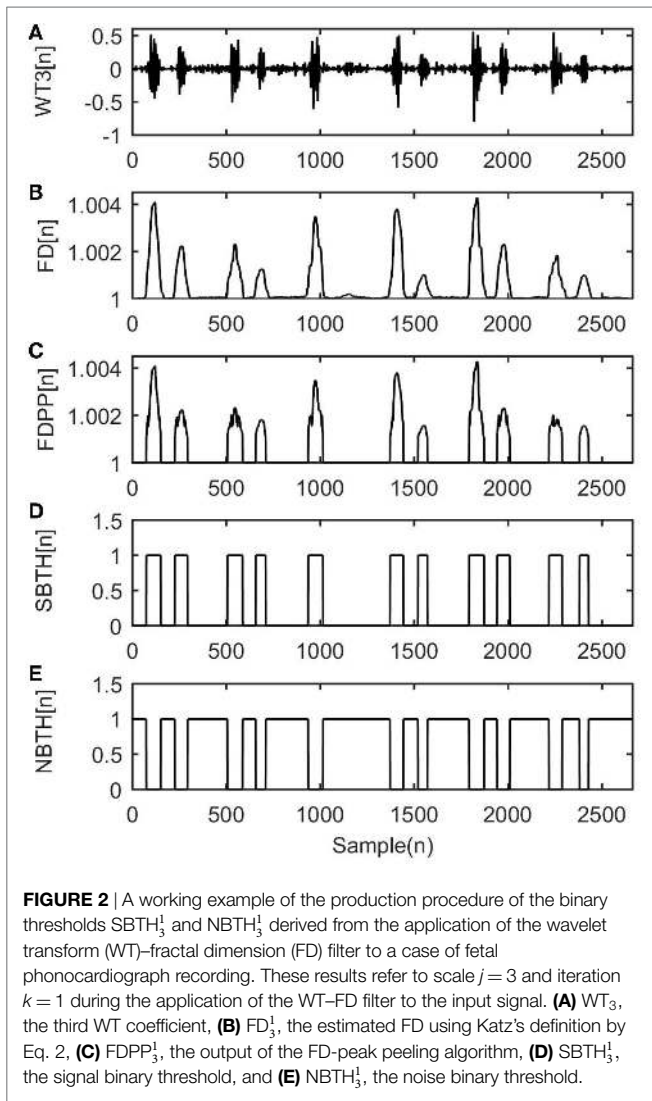 A
WT3[n]
0.5
0
-0.5
-1
0 500 1000 1500 2000 2500
B
FD[n]
1.004
1.002
1
0 500 1000 1500 2000 2500
C
FDPP[n]
1.004
1.002
1
0 500 1000 1500 2000 2500
D
SBTH[n]
1.5
1
0.5
0
0 500 1000 1500 2000 2500
E
NBTH[n]
1.5
1
0.5
0
0 500 1000 1500 2000 2500
Sample(n)
FIGURE 2 | A working example of the production procedure of the binary
thresholds SBTH₃¹ and NBTH₃¹ derived from the application of the wavelet
transform (WT)–fractal dimension (FD) filter to a case of fetal
phonocardiograph recording. These results refer to scale j = 3 and iteration
k = 1 during the application of the WT–FD filter to the input signal. (A) WT₃,
the third WT coefficient, (B) FD₃¹, the estimated FD using Katz's definition by
Eq. 2, (C) FDPP₃¹, the output of the FD-peak peeling algorithm, (D) SBTH₃¹,
the signal binary threshold, and (E) NBTH₃¹, the noise binary threshold.